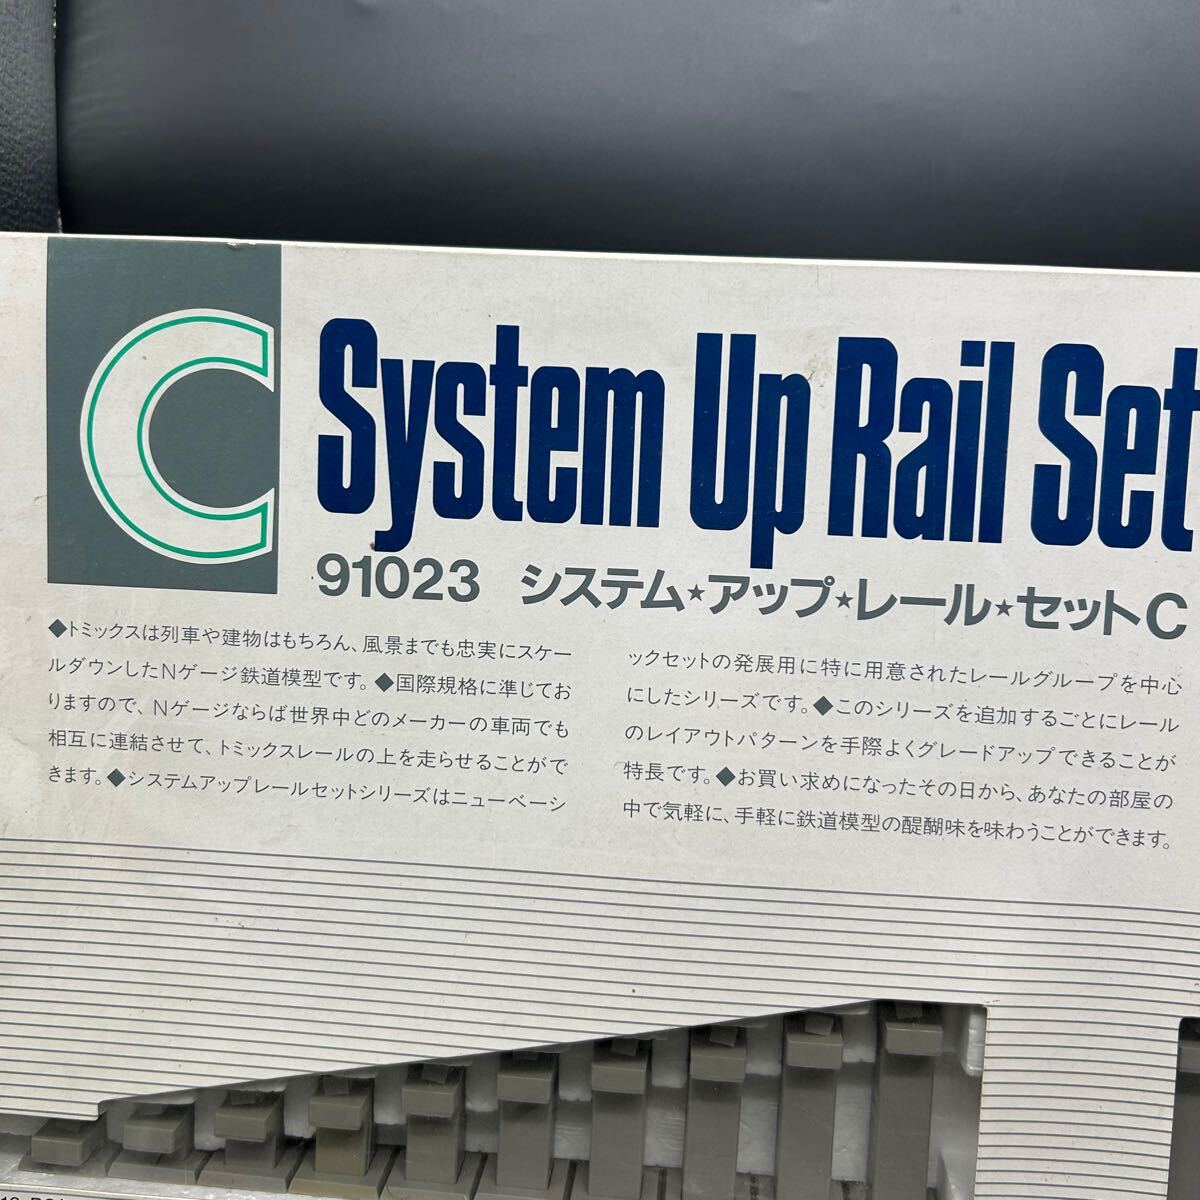 C
System Up Rail Set
91023 システム★アップ★レール★セットC
◆トミックスは列車や建物はもちろん、風景までも忠実にスケー
ルダウンしたNゲージ鉄道模型です。◆国際規格に準じてお
りますので、Nゲージならば世界中どのメーカーの車両でも
相互に連結させて、トミックスレールの上を走らせることがで
きます。◆システムアップレールセットシリーズはニューベーシ
ックセットの発展用に特に用意されたレールグループを中心
にしたシリーズです。◆このシリーズを追加するごとにレール
のレイアウトパターンを手際よくグレードアップできることが
特長です。◆お買い求めになったその日から、あなたの部屋の
中で気軽に、手軽に鉄道模型の醍醐味を味わうことができます。